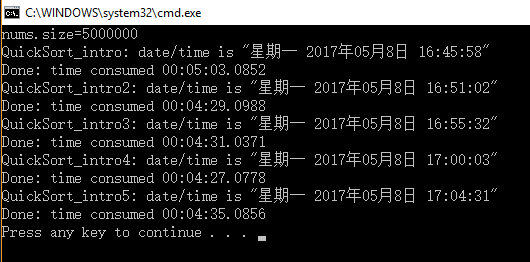 C:\WINDOWS\system32\cmd.exe
nums.size=5000000
QuickSort_intro: date/time is "星期一 2017年05月8日 16:45:58"
Done: time consumed 00:05:03.0852
QuickSort_intro2: date/time is "星期一 2017年05月8日 16:51:02"
Done: time consumed 00:04:29.0988
QuickSort_intro3: date/time is "星期一 2017年05月8日 16:55:32"
Done: time consumed 00:04:31.0371
QuickSort_intro4: date/time is "星期一 2017年05月8日 17:00:03"
Done: time consumed 00:04:27.0778
QuickSort_intro5: date/time is "星期一 2017年05月8日 17:04:31"
Done: time consumed 00:04:35.0856
Press any key to continue . . .